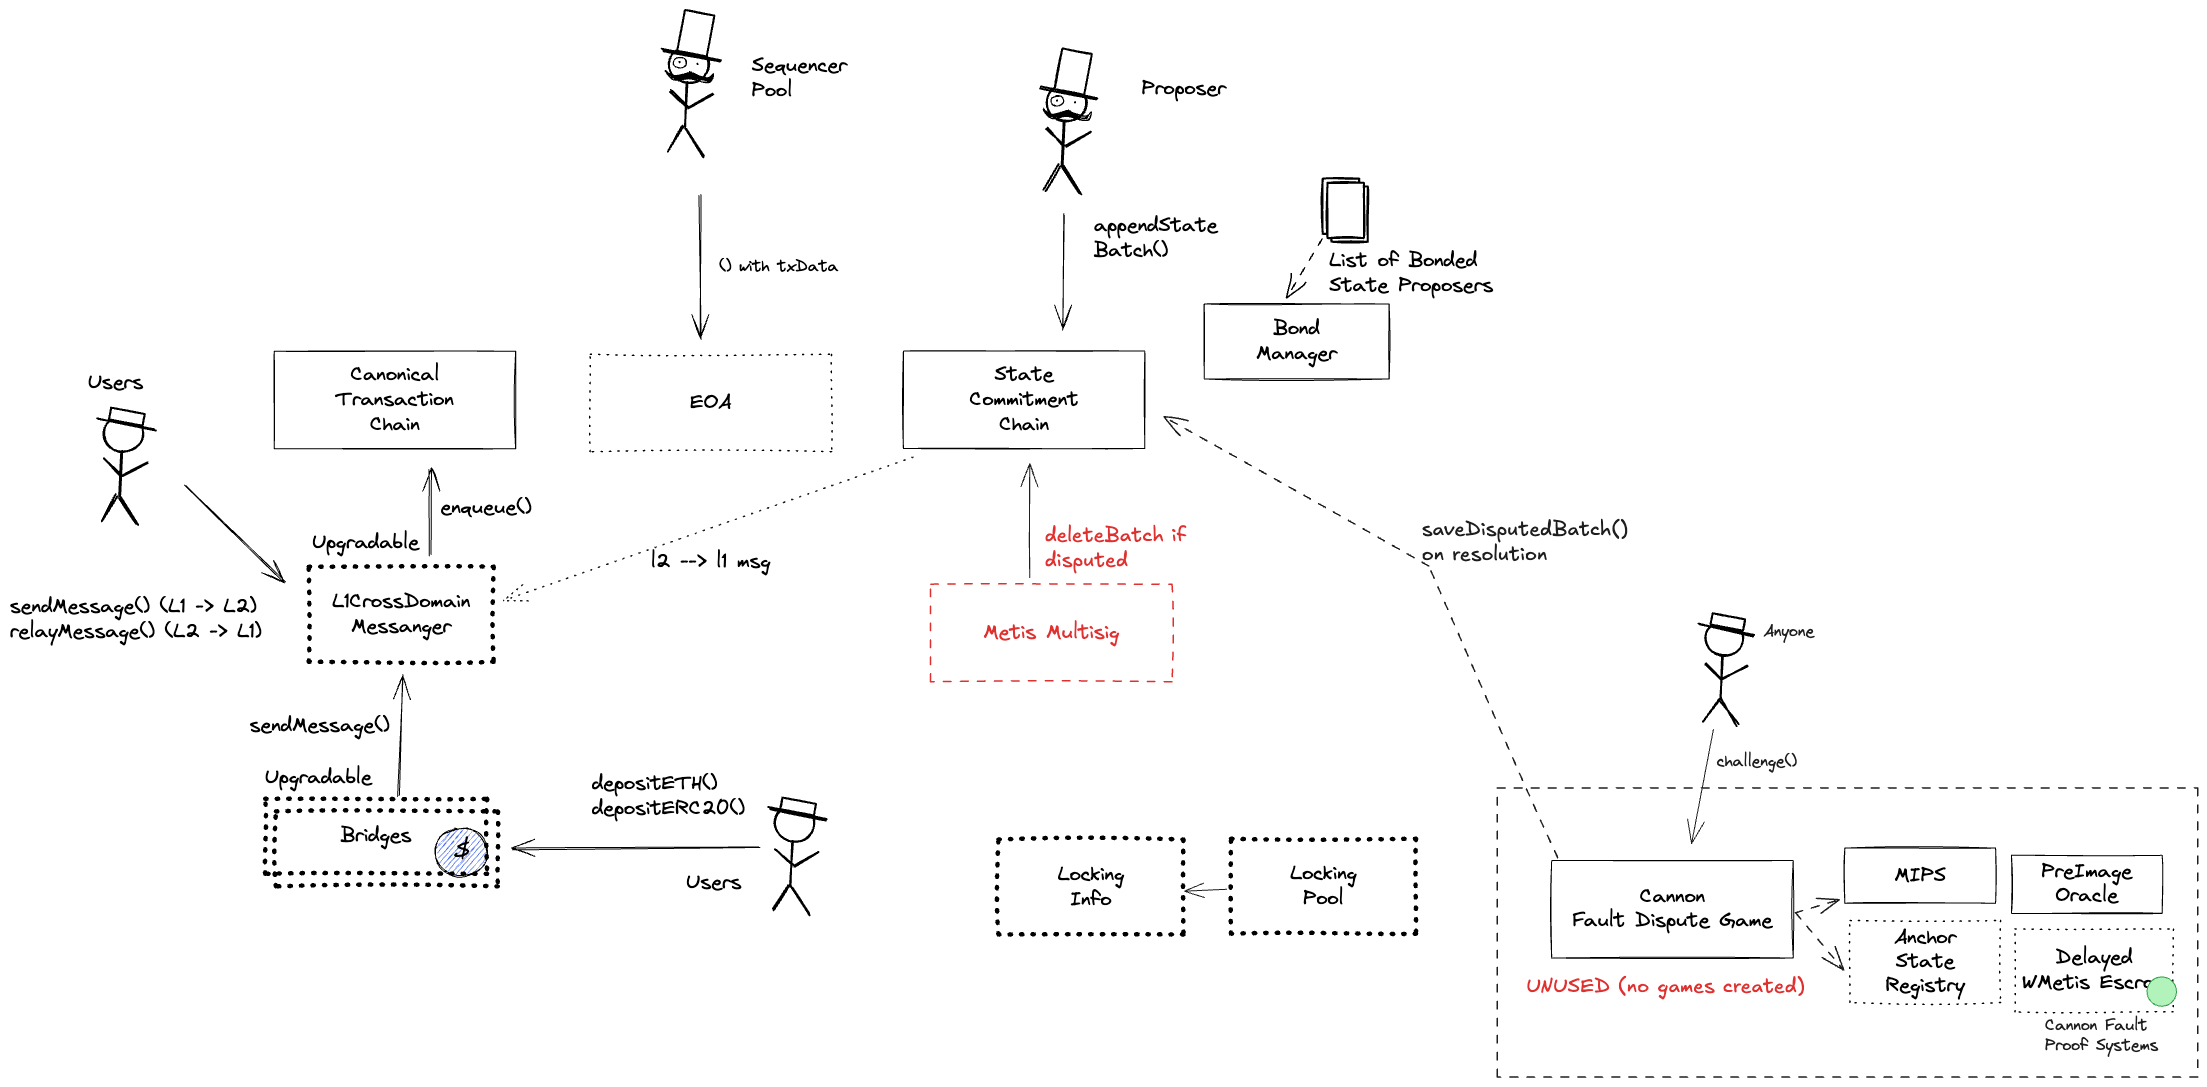 Sequencer
Pool
Proposer
() with txData
appendState
Batch()
List of Bonded
State Proposers
Bond
Manager
Users
Canonical
Transaction
Chain
EOA
State
Commitment
Chain
enqueue()
Upgradable
l2 --> l1 msg
deleteBatch if
disputed
saveDisputedBatch()
on resolution
sendMessage() (L1 -> L2)
relayMessage() (L2 -> L1)
L1CrossDomain
Messanger
Metis Multisig
Anyone
sendMessage()
challenge()
Upgradable
depositETH()
depositERC20()
Bridges
$
Users
Locking
Info
Locking
Pool
Cannon
Fault Dispute Game
MIPS
PreImage
Oracle
Anchor
State
Registry
Delayed
WMetis Escro
UNUSED (no games created)
Cannon Fault
Proof Systems